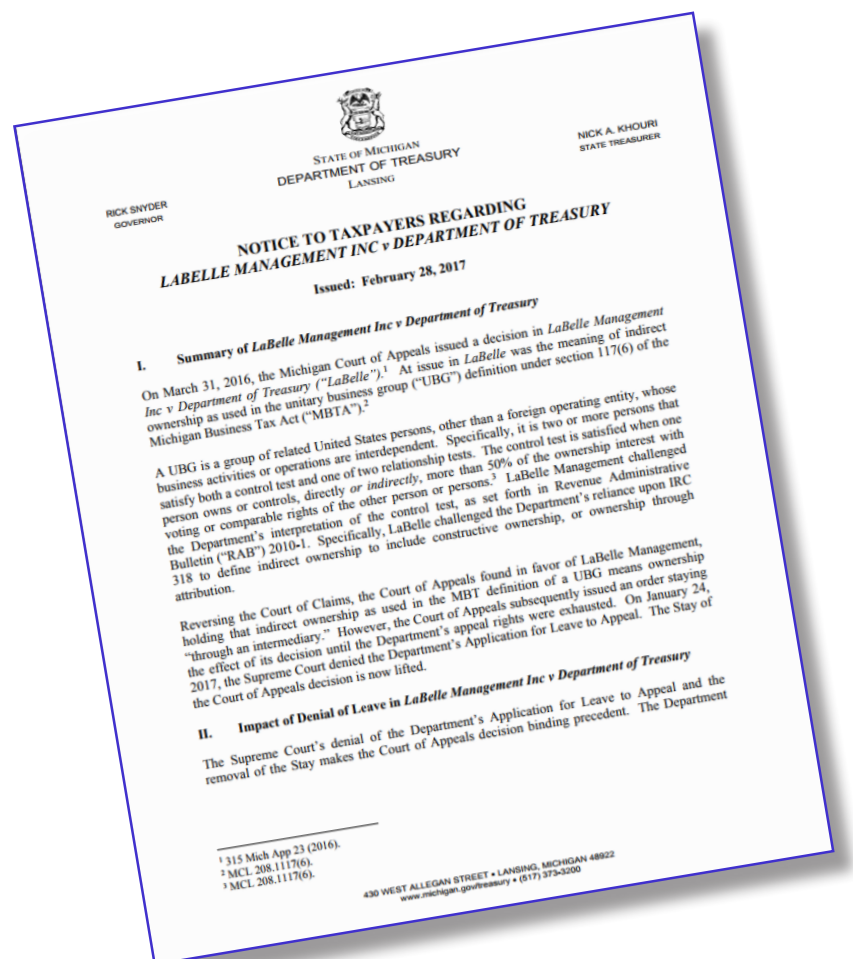 STATE OF MICHIGAN
DEPARTMENT OF TREASURY
LANSING
RICK SNYDER
GOVERNOR
NICK A. KHOURI
STATE TREASURER
NOTICE TO TAXPAYERS REGARDING
LABELLE MANAGEMENT INC v DEPARTMENT OF TREASURY
Issued: February 28, 2017
I. Summary of LaBelle Management Inc v Department of Treasury
On March 31, 2016, the Michigan Court of Appeals issued a decision in LaBelle Management
Inc v Department of Treasury (“LaBelle”).¹ At issue in LaBelle was the meaning of indirect
ownership as used in the unitary business group (“UBG”) definition under section 117(6) of the
Michigan Business Tax Act (“MBTA”).²
A UBG is a group of related United States persons, other than a foreign operating entity, whose
business activities or operations are interdependent. Specifically, it is two or more persons that
satisfy both a control test and one of two relationship tests. The control test is satisfied when one
person owns or controls, directly or indirectly, more than 50% of the ownership interest with
voting or comparable rights of the other person or persons.³ LaBelle Management challenged
the Department’s interpretation of the control test, as set forth in Revenue Administrative
Bulletin (“RAB”) 2010-1. Specifically, LaBelle challenged the Department’s reliance upon IRC
318 to define indirect ownership to include constructive ownership, or ownership through
attribution.
Reversing the Court of Claims, the Court of Appeals found in favor of LaBelle Management,
holding that indirect ownership as used in the MBT definition of a UBG means ownership
“through an intermediary.” However, the Court of Appeals subsequently issued an order staying
the effect of its decision until the Department’s appeal rights were exhausted. On January 24,
2017, the Supreme Court denied the Department’s Application for Leave to Appeal. The Stay of
the Court of Appeals decision is now lifted.
II. Impact of Denial of Leave in LaBelle Management Inc v Department of Treasury
The Supreme Court’s denial of the Department’s Application for Leave to Appeal and the
removal of the Stay makes the Court of Appeals decision binding precedent. The Department
¹ 315 Mich App 23 (2016).
² MCL 208.1117(6).
³ MCL 208.1117(6).
430 WEST ALLEGAN STREET • LANSING, MICHIGAN 48922
www.michigan.gov/treasury • (517) 373-3200